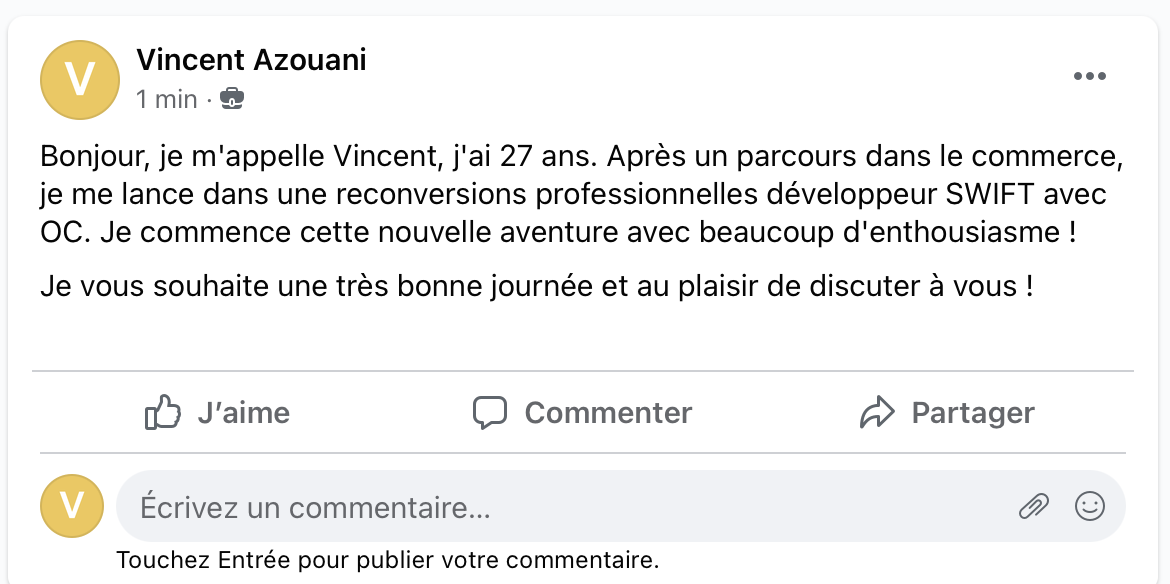 V
Vincent Azouani
1 min ·
Bonjour, je m'appelle Vincent, j'ai 27 ans. Après un parcours dans le commerce,
je me lance dans une reconversions professionnelles développeur SWIFT avec
OC. Je commence cette nouvelle aventure avec beaucoup d'enthousiasme !
Je vous souhaite une très bonne journée et au plaisir de discuter à vous !
J’aime
Commenter
Partager
V
Écrivez un commentaire...
Touchez Entrée pour publier votre commentaire.